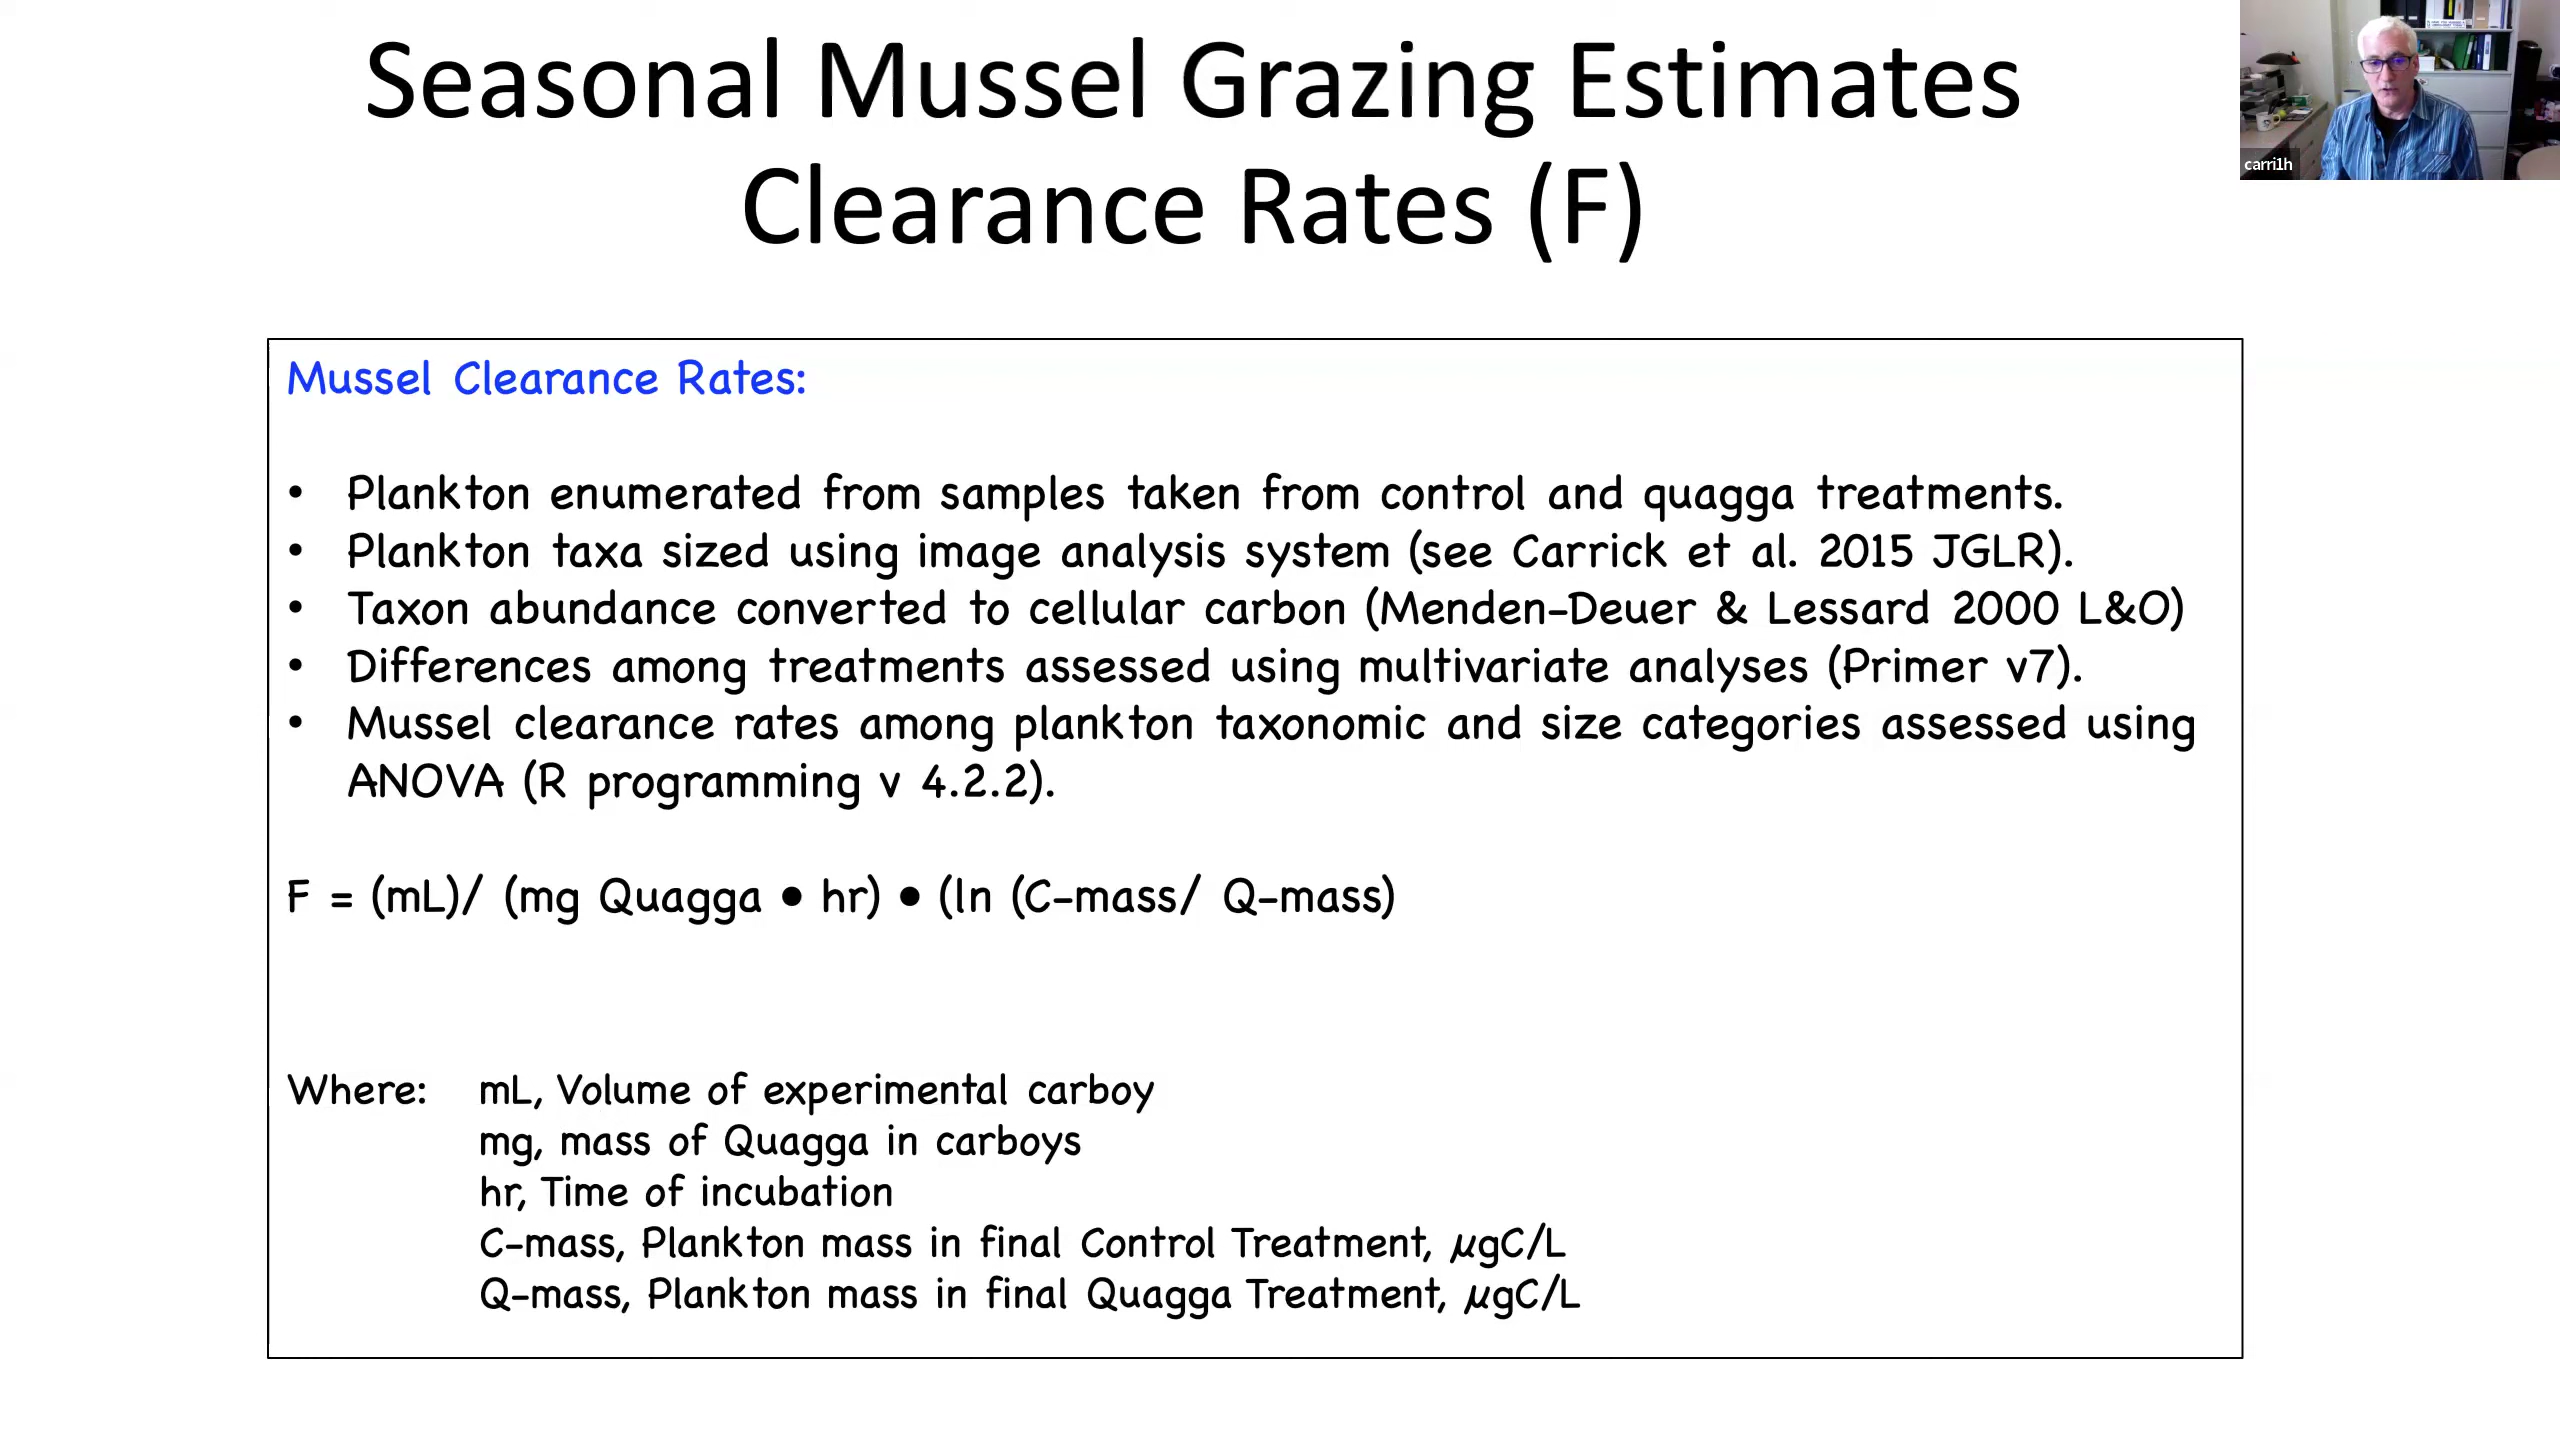 Seasonal Mussel Grazing Estimates
Clearance Rates (F)
carri1h
Mussel Clearance Rates:
• Plankton enumerated from samples taken from control and quagga treatments.
• Plankton taxa sized using image analysis system (see Carrick et al. 2015 JGLR).
• Taxon abundance converted to cellular carbon (Menden-Deuer & Lessard 2000 L&O)
• Differences among treatments assessed using multivariate analyses (Primer v7).
• Mussel clearance rates among plankton taxonomic and size categories assessed using
ANOVA (R programming v 4.2.2).
F = (mL)/ (mg Quagga • hr) • (ln (C-mass/ Q-mass)
Where: mL, Volume of experimental carboy
mg, mass of Quagga in carboys
hr, Time of incubation
C-mass, Plankton mass in final Control Treatment, µgC/L
Q-mass, Plankton mass in final Quagga Treatment, µgC/L